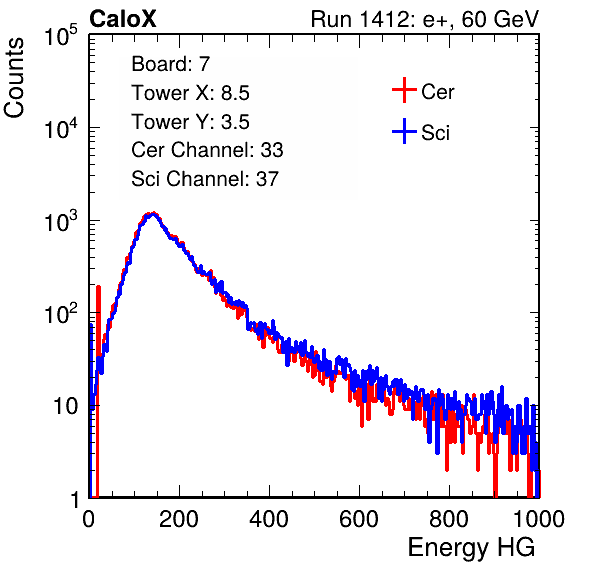 CaloX Run 1412: e+, 60 GeV
Board: 7
Tower X: 8.5
Tower Y: 3.5
Cer Channel: 33
Sci Channel: 37
Cer
Sci
Counts
10^5
10^4
10^3
10^2
10
1
0 200 400 600 800 1000
Energy HG